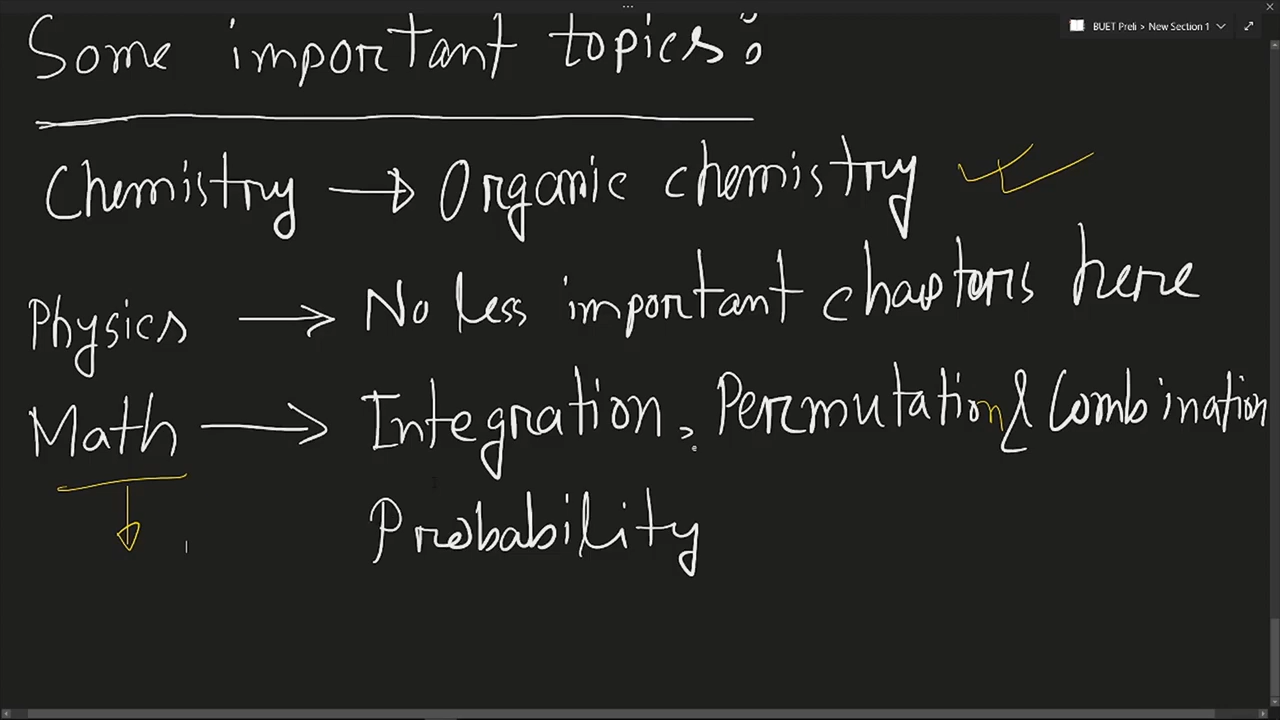 BUET Preli > New Section 1
Some important topics:
Chemistry → Organic chemistry
Physics → No less important chapters here
Math → Integration, Permutation & Combination
Probability